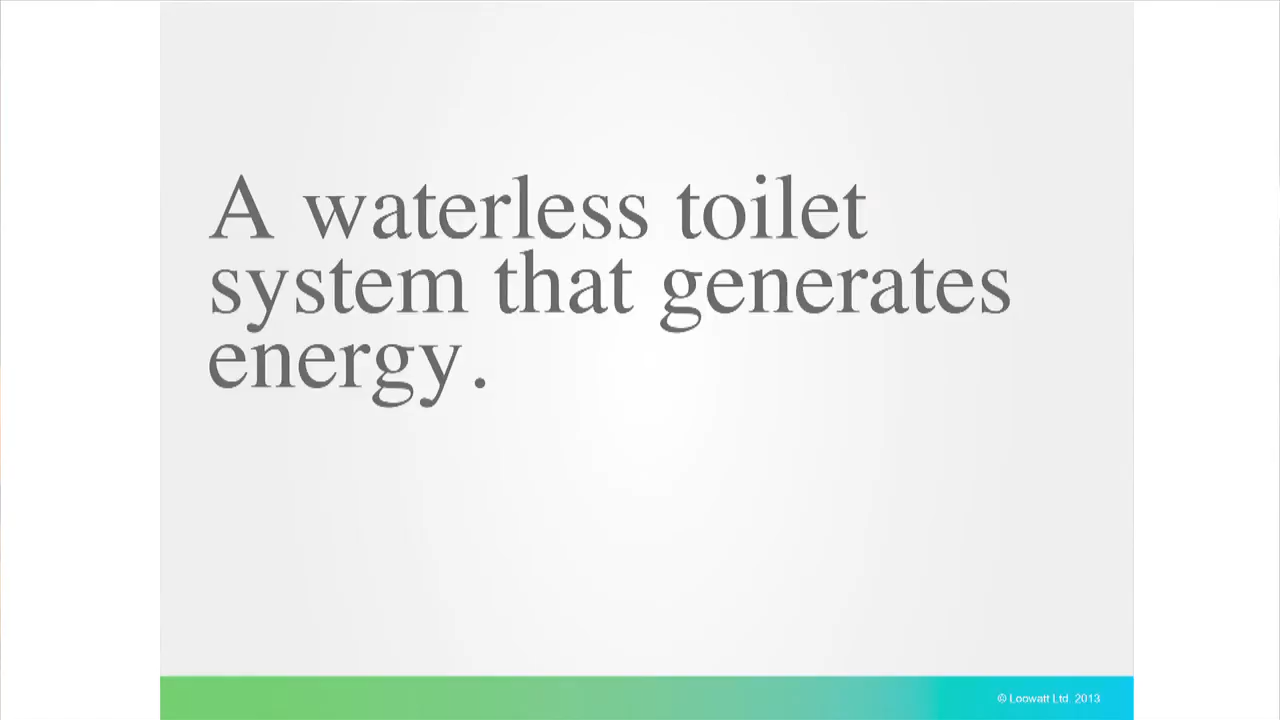 A waterless toilet
system that generates
energy.
© Loowatt Ltd. 2013